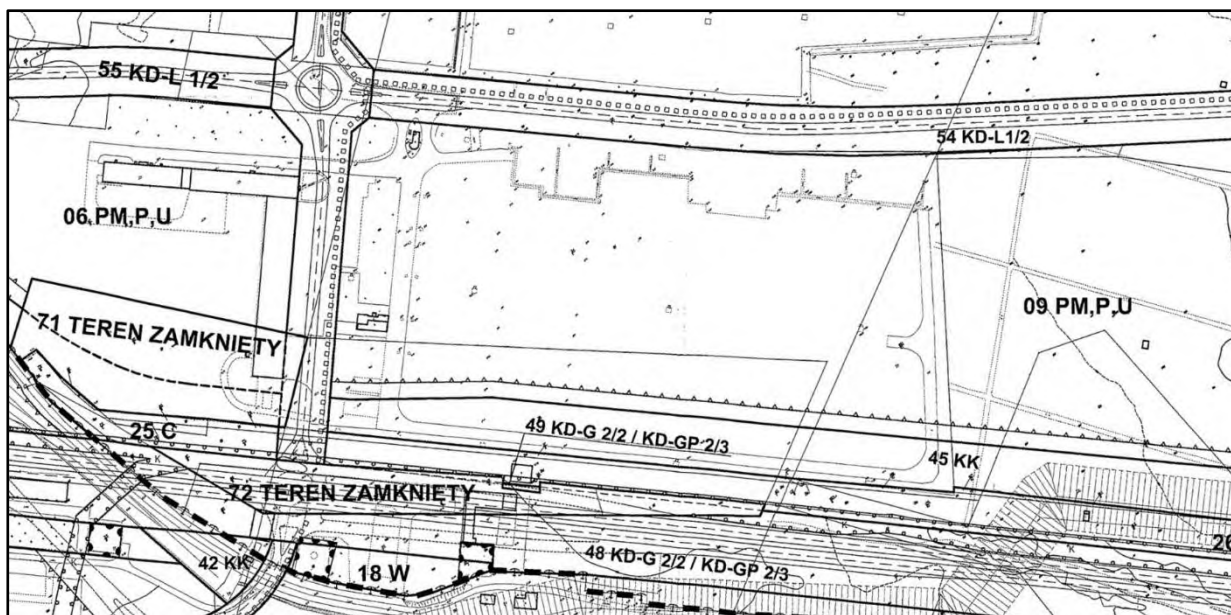 55 KD-L 1/2
54 KD-L1/2
06 PM,P,U
09 PM,P,U
71 TEREN ZAMKNIĘTY
25 C
49 KD-G 2/2 / KD-GP 2/3
45 KK
72 TEREN ZAMKNIĘTY
42 KK
18 W
48 KD-G 2/2 / KD-GP 2/3
K
K
K